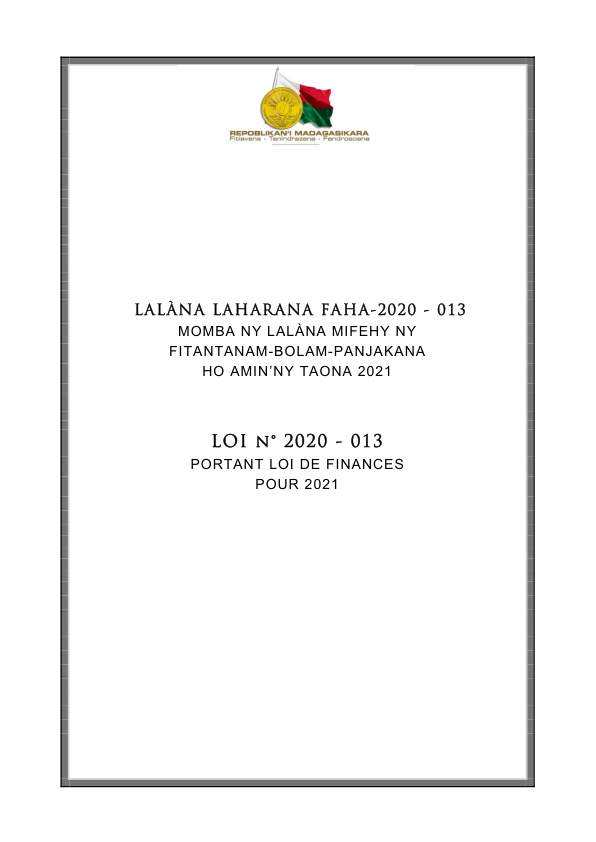 REPOBLIKAN'I MADAGASIKARA
Fitiavana - Tanindrazana - Fandrosoana
LALÀNA LAHARANA FAHA-2020 - 013
MOMBA NY LALÀNA MIFEHY NY
FITANTANAM-BOLAM-PANJAKANA
HO AMIN’NY TAONA 2021
LOI N° 2020 - 013
PORTANT LOI DE FINANCES
POUR 2021